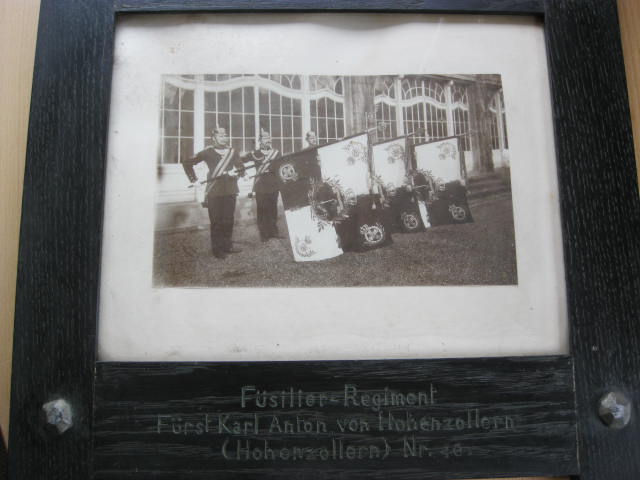 Füsilier-Regiment
Fürst Karl Anton von Hohenzollern
(Hohenzollern) Nr. 40.